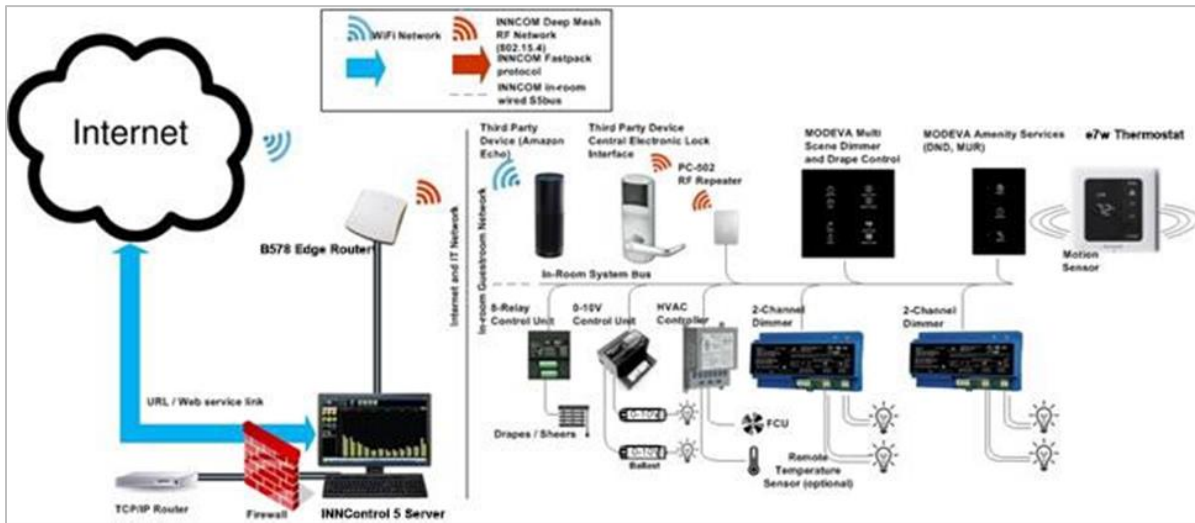 WiFi Network
INNCOM Deep Mesh
RF Network
(802.15.4)
INNCOM Fastpack
protocol
INNCOM in-room
wired S5bus
Internet
B578 Edge Router
URL / Web service link
TCP/IP Router
Firewall
INNControl 5 Server
Internet and IT Network
In-room Guestroom Network
Third Party
Device (Amazon
Echo)
Third Party Device
Central Electronic Lock
Interface
PC-502
RF Repeater
MODEVA Multi
Scene Dimmer
and Drape Control
MODEVA Amenity Services
(DND, MUR)
e7w Thermostat
Motion
Sensor
In-Room System Bus
8-Relay
Control Unit
0-10V
Control Unit
HVAC
Controller
2-Channel
Dimmer
2-Channel
Dimmer
Drapes / Sheers
0-10V
0-10V
Ballast
FCU
Remote
Temperature
Sensor (optional)